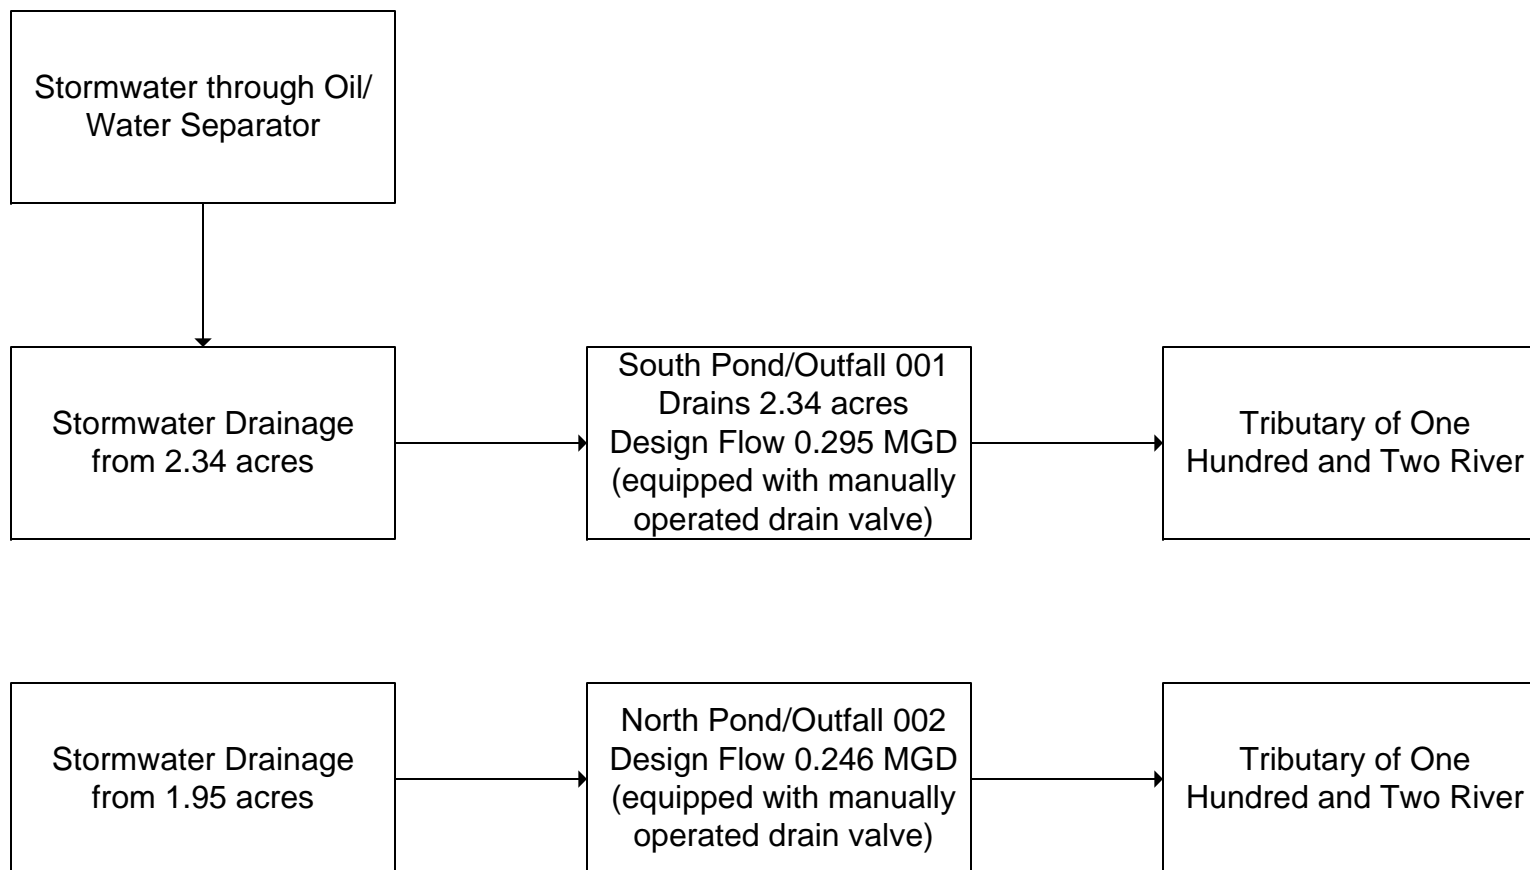 Stormwater through Oil/
Water Separator
Stormwater Drainage
from 2.34 acres
South Pond/Outfall 001
Drains 2.34 acres
Design Flow 0.295 MGD
(equipped with manually
operated drain valve)
Tributary of One
Hundred and Two River
Stormwater Drainage
from 1.95 acres
North Pond/Outfall 002
Design Flow 0.246 MGD
(equipped with manually
operated drain valve)
Tributary of One
Hundred and Two River